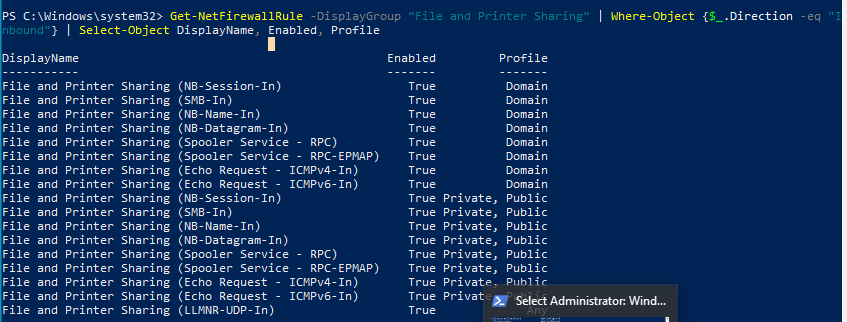 PS C:\Windows\system32> Get-NetFirewallRule -DisplayGroup "File and Printer Sharing" | Where-Object {$_.Direction -eq "I
nbound"} | Select-Object DisplayName, Enabled, Profile
DisplayName Enabled Profile
----------- ------- -------
File and Printer Sharing (NB-Session-In) True Domain
File and Printer Sharing (SMB-In) True Domain
File and Printer Sharing (NB-Name-In) True Domain
File and Printer Sharing (NB-Datagram-In) True Domain
File and Printer Sharing (Spooler Service - RPC) True Domain
File and Printer Sharing (Spooler Service - RPC-EPMAP) True Domain
File and Printer Sharing (Echo Request - ICMPv4-In) True Domain
File and Printer Sharing (Echo Request - ICMPv6-In) True Domain
File and Printer Sharing (NB-Session-In) True Private, Public
File and Printer Sharing (SMB-In) True Private, Public
File and Printer Sharing (NB-Name-In) True Private, Public
File and Printer Sharing (NB-Datagram-In) True Private, Public
File and Printer Sharing (Spooler Service - RPC) True Private, Public
File and Printer Sharing (Spooler Service - RPC-EPMAP) True Private, Public
File and Printer Sharing (Echo Request - ICMPv4-In) True Private, Public
File and Printer Sharing (Echo Request - ICMPv6-In) True Private, Public
Select Administrator: Wind...
File and Printer Sharing (LLMNR-UDP-In) True Any